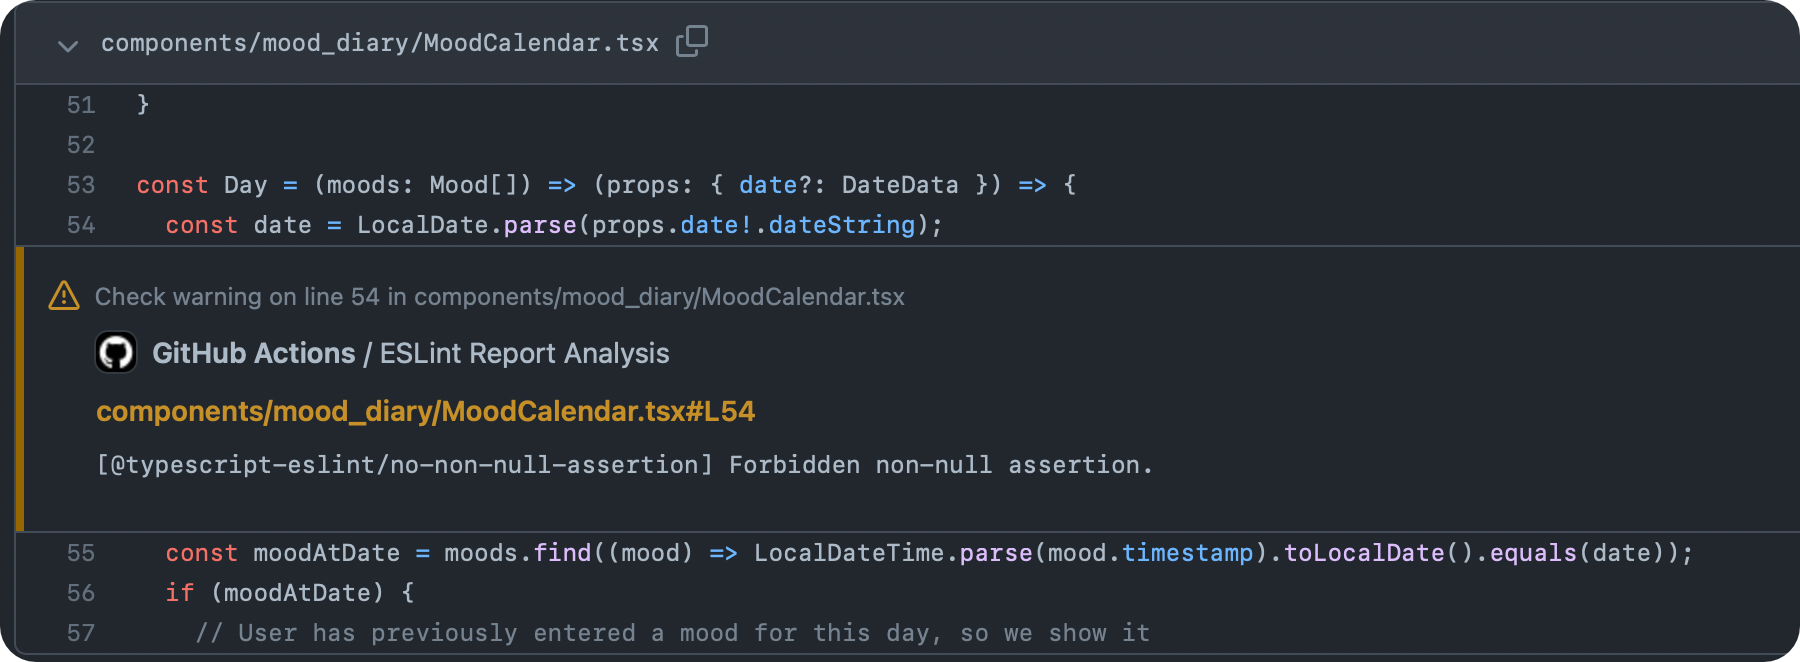 components/mood_diary/MoodCalendar.tsx
51 }
52
53 const Day = (moods: Mood[]) => (props: { date?: DateData }) => {
54   const date = LocalDate.parse(props.date!.dateString);
Check warning on line 54 in components/mood_diary/MoodCalendar.tsx
GitHub Actions / ESLint Report Analysis
components/mood_diary/MoodCalendar.tsx#L54
[@typescript-eslint/no-non-null-assertion] Forbidden non-null assertion.
55   const moodAtDate = moods.find((mood) => LocalDateTime.parse(mood.timestamp).toLocalDate().equals(date));
56   if (moodAtDate) {
57     // User has previously entered a mood for this day, so we show it